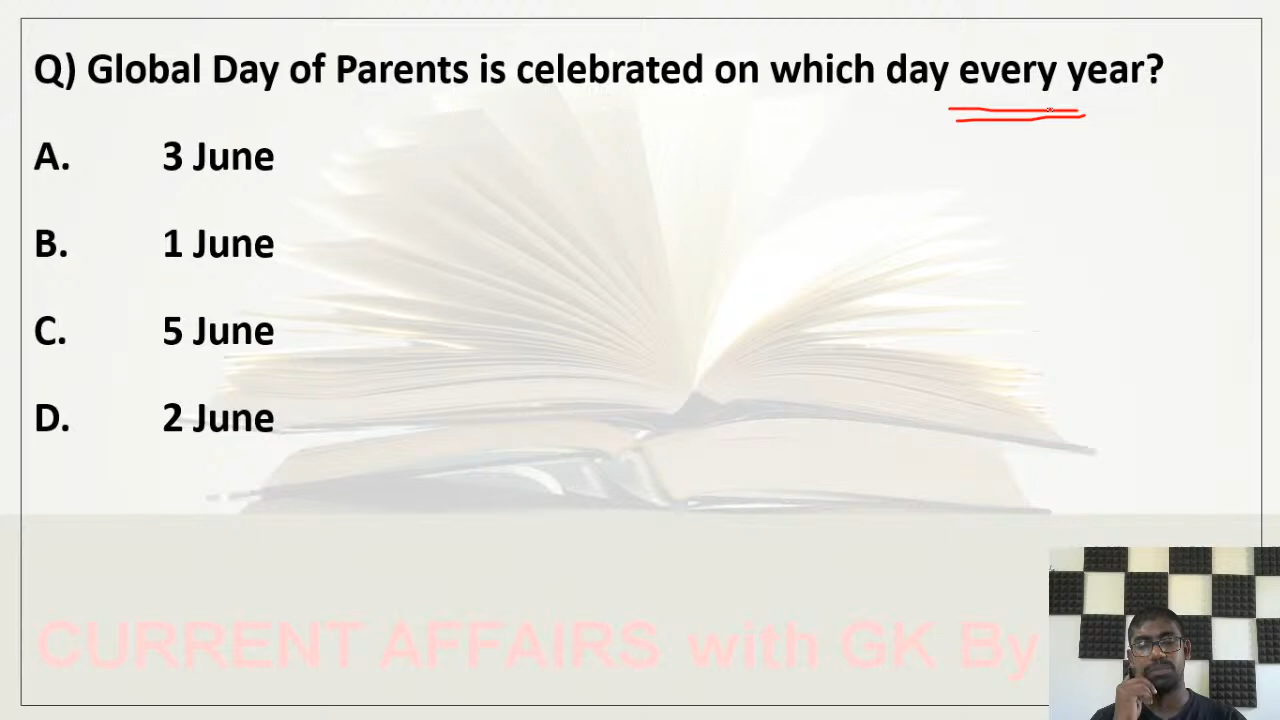 Q) Global Day of Parents is celebrated on which day every year?
A. 3 June
B. 1 June
C. 5 June
D. 2 June
CURRENT AFFAIRS with GK By